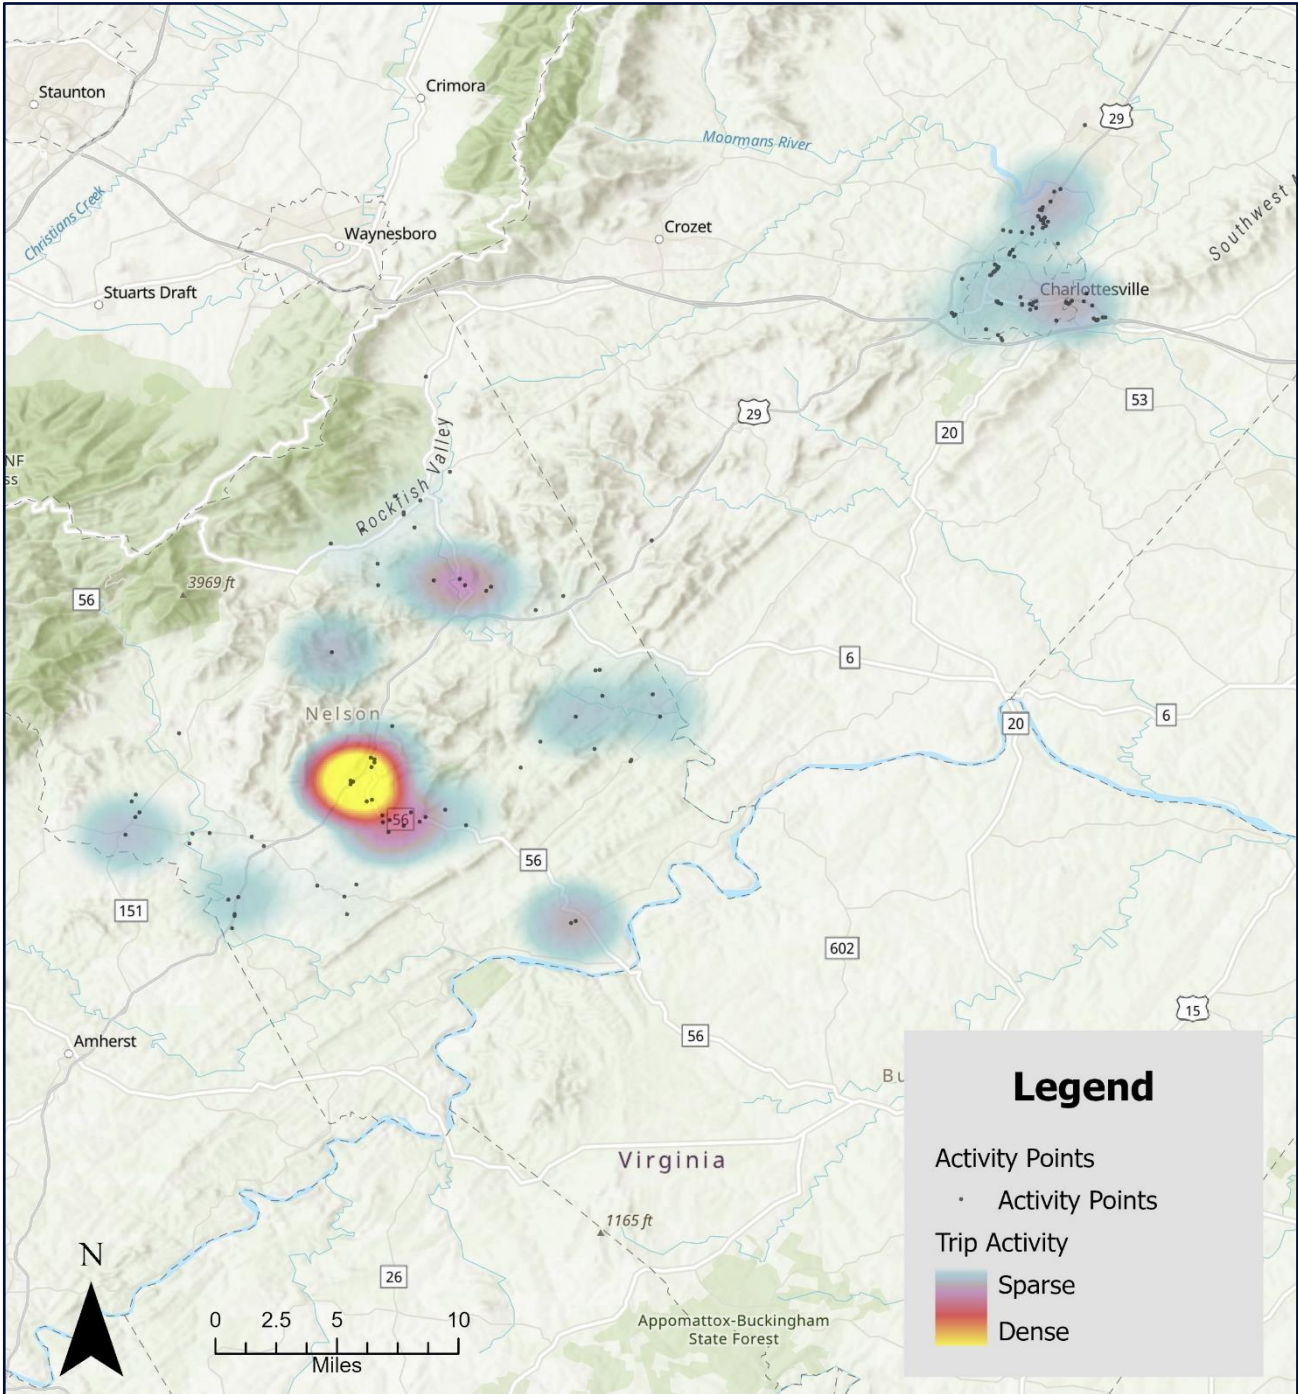 Crimora
Staunton
29
Moormans River
Christians Creek
Southwest
Waynesboro
Crozet
Stuarts Draft
Charlottesville
53
29
20
Rockfish Valley
NF
ss
3969 ft
56
6
Nelson
6
20
56
56
151
602
15
56
Amherst
Bu
Virginia
1165 ft
26
Appomattox-Buckingham
State Forest
N
0 2.5 5 10
Miles
Legend
Activity Points
Activity Points
Trip Activity
Sparse
Dense